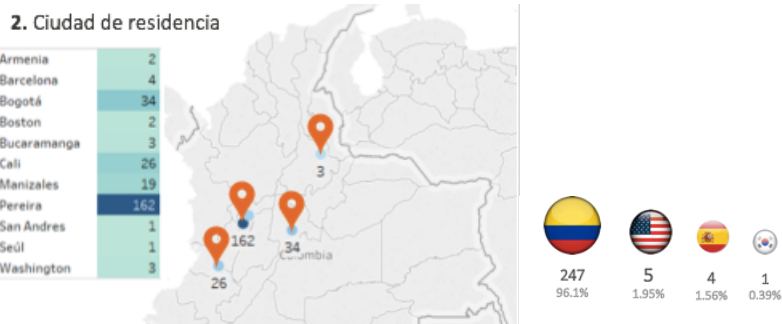 2. Ciudad de residencia
Armenia 2
Barcelona 4
Bogotá 34
Boston 2
Bucaramanga 3
Cali 26
Manizales 19
Pereira 162
San Andres 1
Seúl 1
Washington 3
3
162
34
Colombia
26
247 5 4 1
96.1% 1.95% 1.56% 0.39%